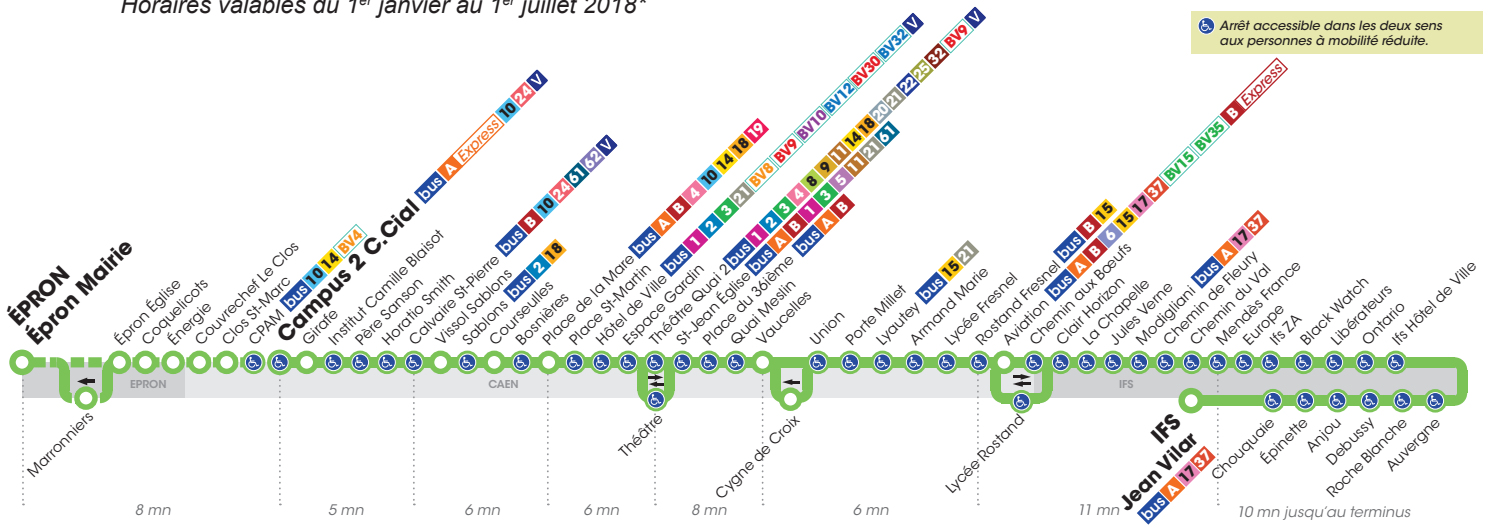 Horaires valables du 1er janvier au 1er juillet 2018*
Arrêt accessible dans les deux sens
aux personnes à mobilité réduite.
ÉPRON
Épron Mairie
Marronniers
Épron Église
Coquelicots
Énergie
Couvrechef Le Clos
Clos St-Marc
CPAM bus 10 14 BV4
Campus 2 C.Cial bus A Express 10 24 V
Girafe
Institut Camille Blaisot
Père Sanson
Horatio Smith
Calvaire St-Pierre bus B 10 24 61 62 V
Vissol Sablons
Sablons bus 2 18
Courseulles
Bosnières
Place de la Mare bus A B 4 10 14 18 19
Place St-Martin
Hôtel de Ville bus 1 2 3 21 BV8 BV9 BV10 BV12 BV30 BV32 V
Espace Gardin
Théâtre Quai 2 bus 1 2 3 4 8 9 11 14 18 20 21 22 25 32 BV9 V
Théâtre
St-Jean Église bus A B 1 3 5 11 21 61
Place du 36ième bus A B
Quai Meslin
Vaucelles
Cygne de Croix
Union
Porte Millet
Lyautey bus 15 21
Armand Marie
Lycée Fresnel
Rostand Fresnel bus B 15
Aviation bus A B 6 15 17 37 BV15 BV35 B Express
Lycée Rostand
Chemin aux Bœufs
Clair Horizon
La Chapelle
Jules Verne
Modigliani bus A 17 37
Chemin de Fleury
Chemin du Val
Mendès France
Europe
Ifs ZA
Black Watch
Libérateurs
Ontario
Ifs Hôtel de Ville
EPRON
CAEN
IFS
Auvergne
Roche Blanche
Debussy
Anjou
Épinette
Chouquaie
IFS
Jean Vilar
bus A 17 37
8 mn
5 mn
6 mn
6 mn
8 mn
6 mn
11 mn
10 mn jusqu'au terminus